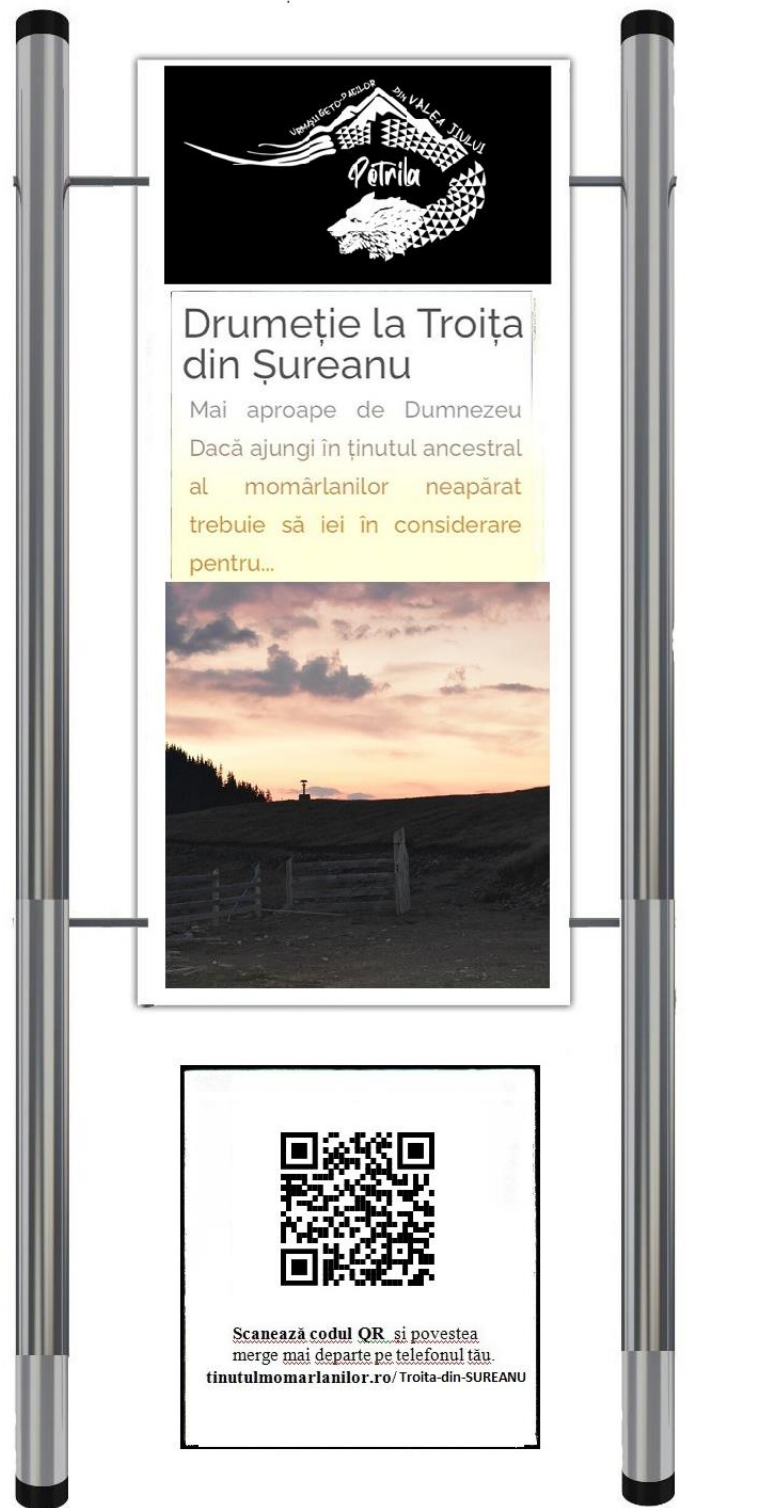 URMAȘII GETO-DACILOR DIN VALEA JIULUI
Petrila
Drumeție la Troița
din Șureanu
Mai aproape de Dumnezeu
Dacă ajungi în ținutul ancestral
al momârlanilor neapărat
trebuie să iei în considerare
pentru...
Scanează codul QR și povestea
merge mai departe pe telefonul tău.
tinutulmomarlanilor.ro/Troita-din-SUREANU